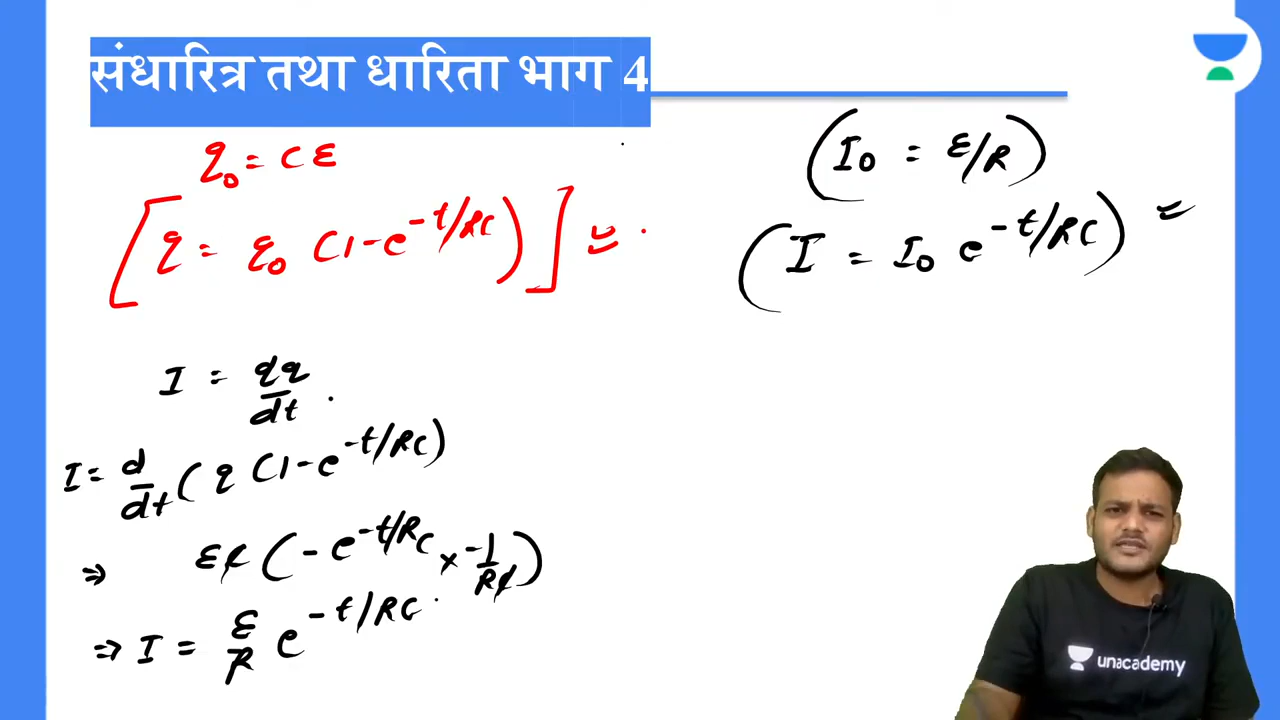 संधारित्र तथा धारिता भाग 4
q₀ = C ε
[q = q₀ (1 - e^{-t/RC})]
I = dq/dt
I = d/dt (q (1 - e^{-t/RC})
⇒ εC (- e^{-t/RC} × -1/RC)
⇒ I = ε/R e^{-t/RC}
(I₀ = ε/R)
(I = I₀ e^{-t/RC})
unacademy